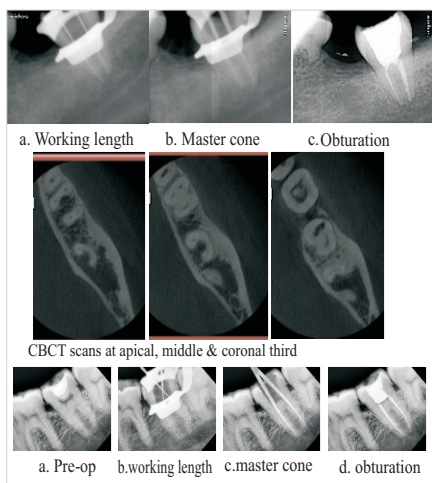 a. Working length b. Master cone c.Obturation
CBCT scans at apical, middle & coronal third
a. Pre-op b.working length c.master cone d. obturation